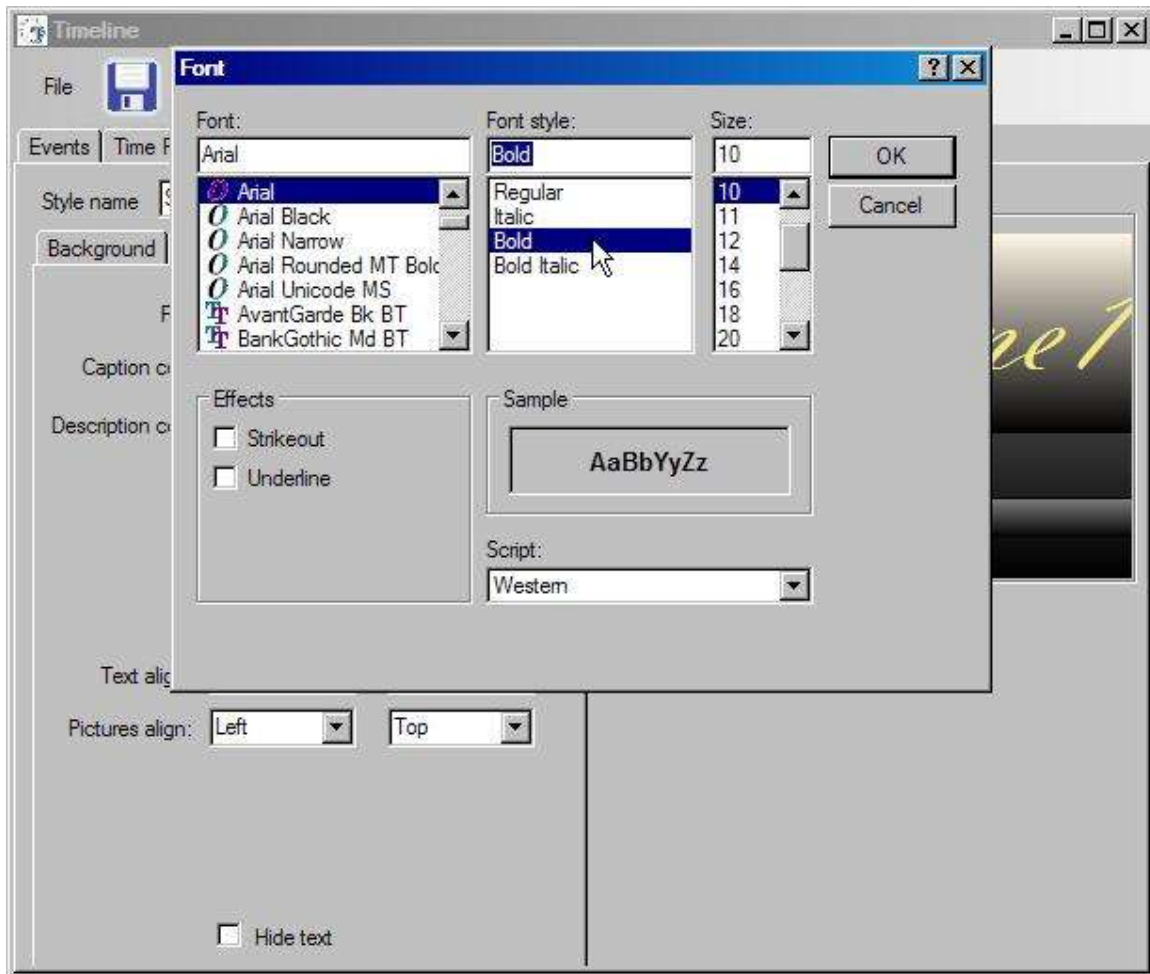 Timeline
Font
File
Font:
Font style:
Size:
Arial
Bold
10
OK
Cancel
Events
Time
Style name
Background
Arial
Arial Black
Arial Narrow
Arial Rounded MT Bold
Arial Unicode MS
AvantGarde Bk BT
BankGothic Md BT
Regular
Italic
Bold
Bold Italic
10
11
12
14
16
18
20
Caption
Description
Effects
Strikeout
Underline
Sample
AaBbYyZz
Script:
Western
Text
Pictures align:
Left
Top
Hide text